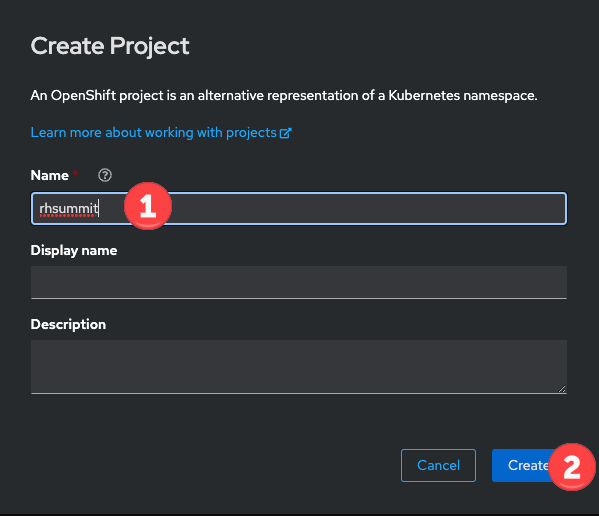 Create Project
An OpenShift project is an alternative representation of a Kubernetes namespace.
Learn more about working with projects
Name *
rhsummit 1
Display name
Description
Cancel Create 2